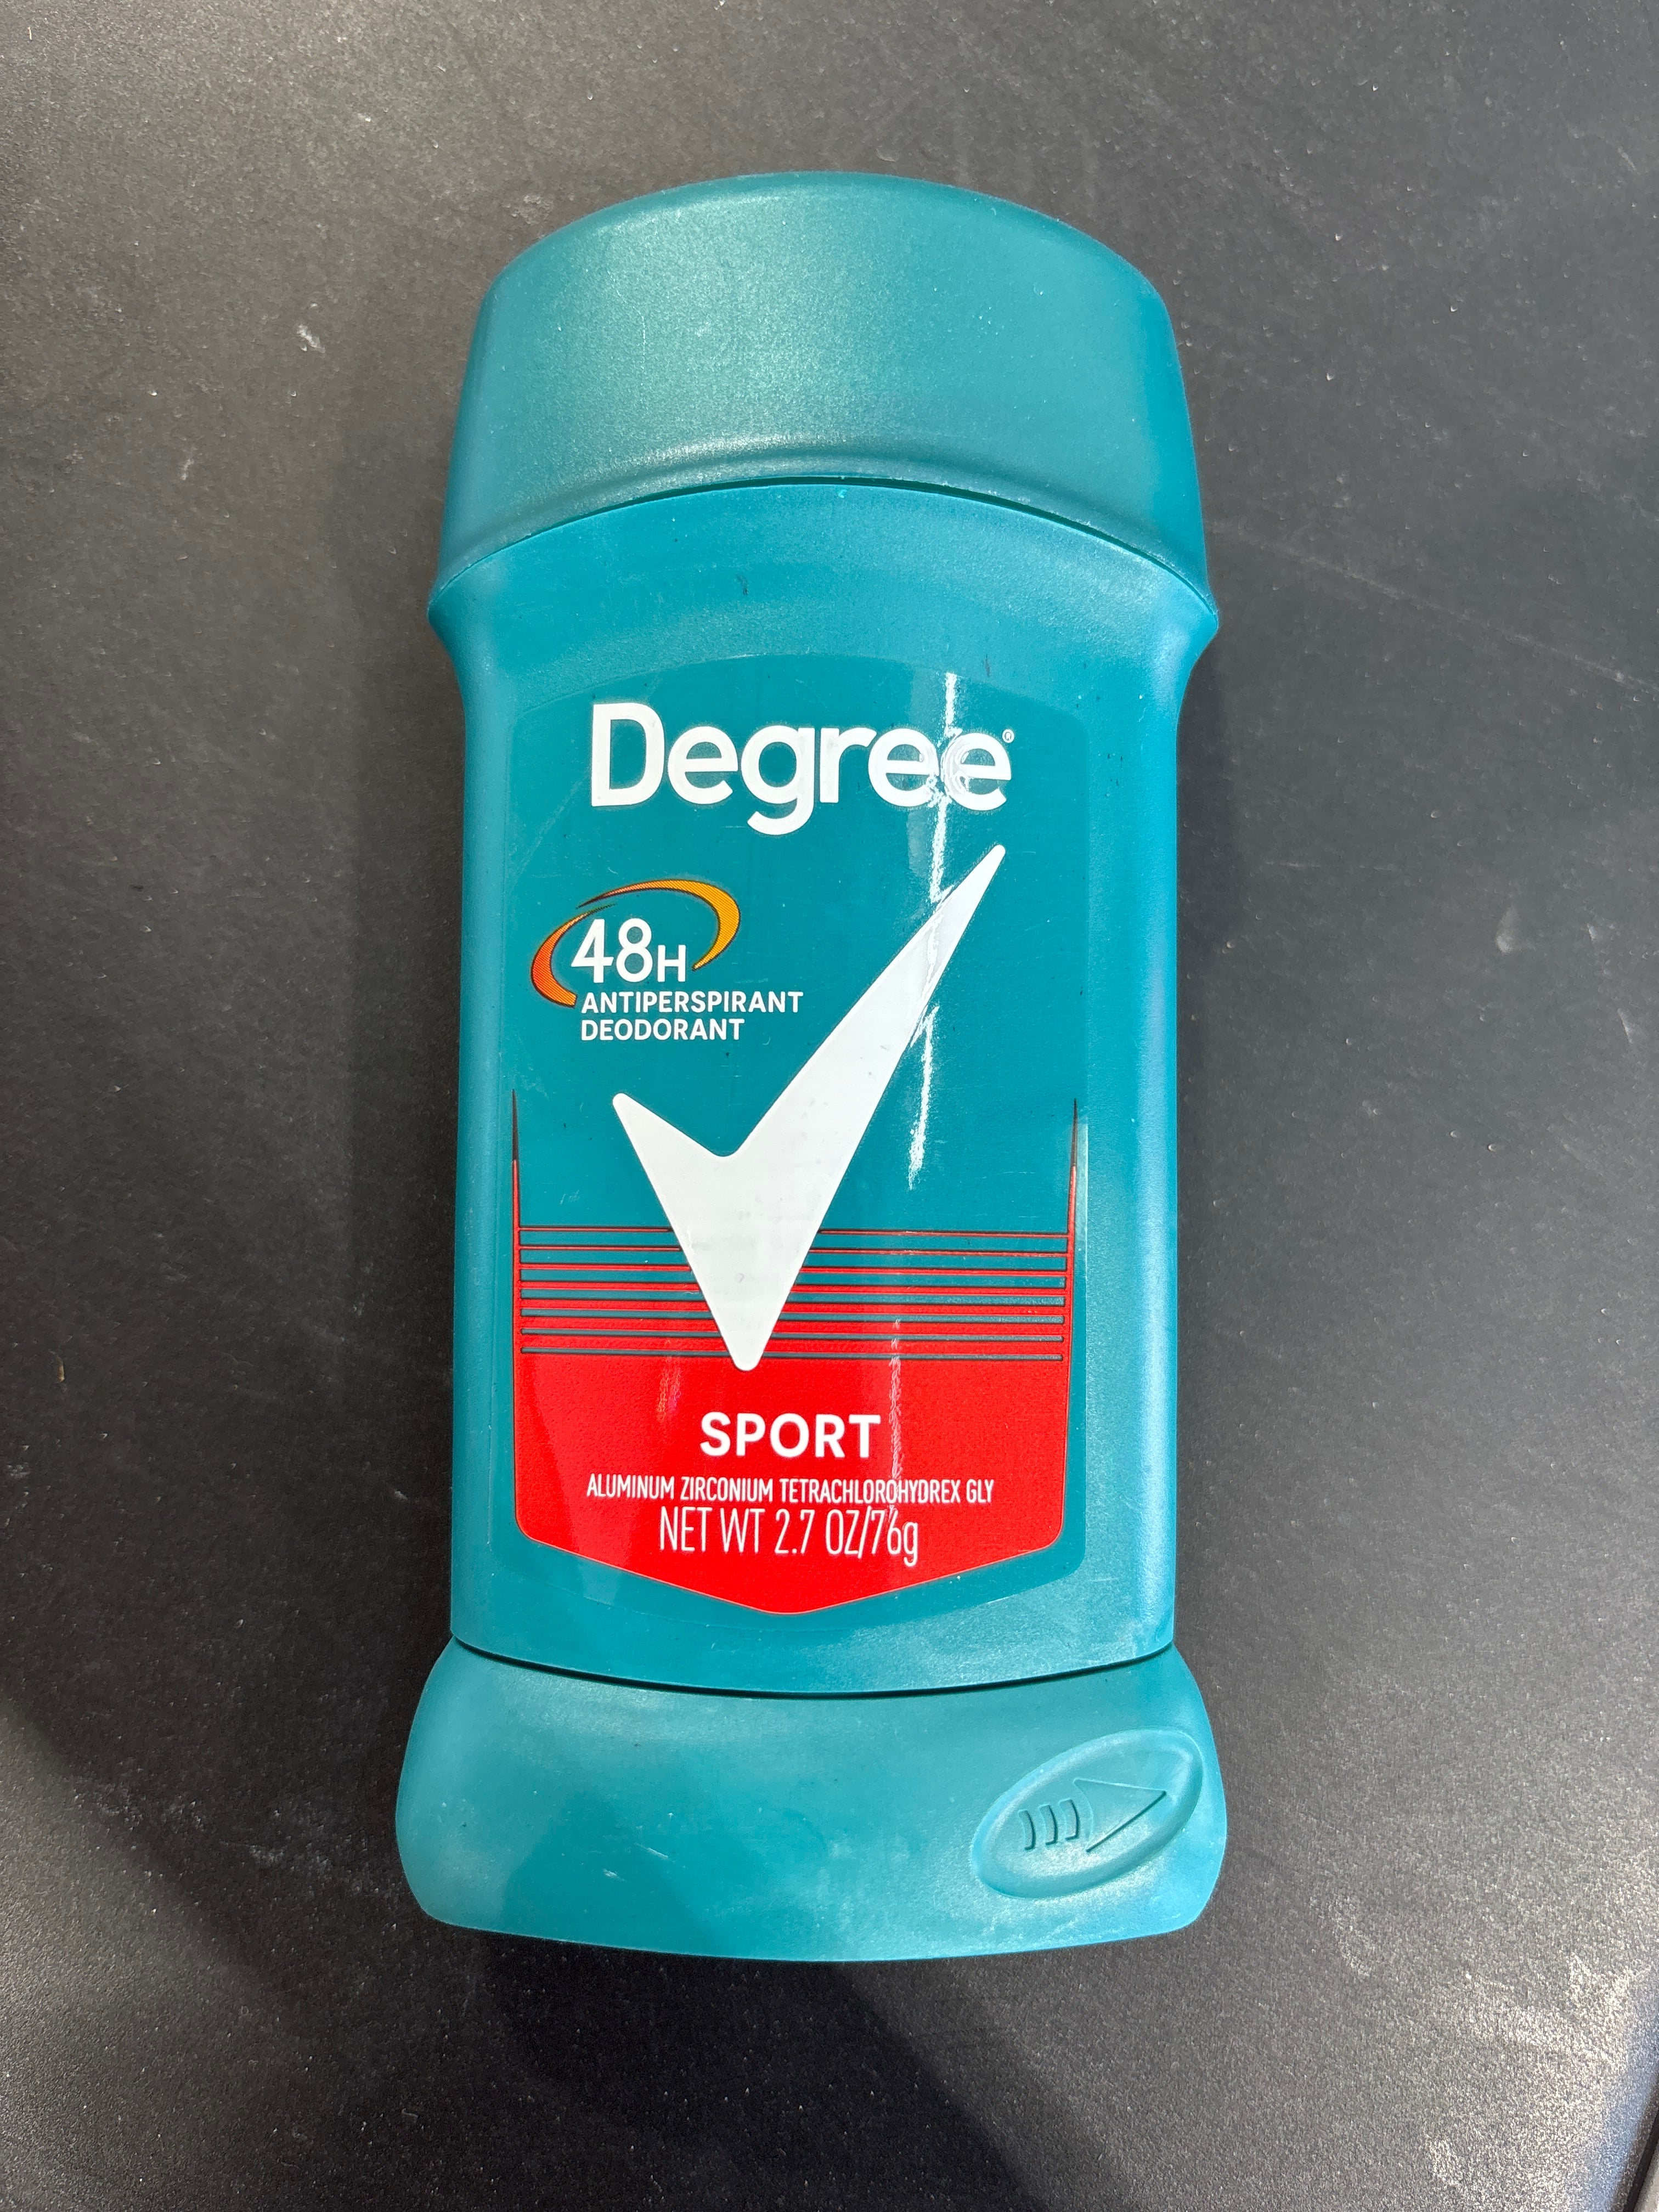 Degree®
48H
ANTIPERSPIRANT
DEODORANT
SPORT
ALUMINUM ZIRCONIUM TETRACHLOROHYDREX GLY
NET WT 2.7 OZ/76g